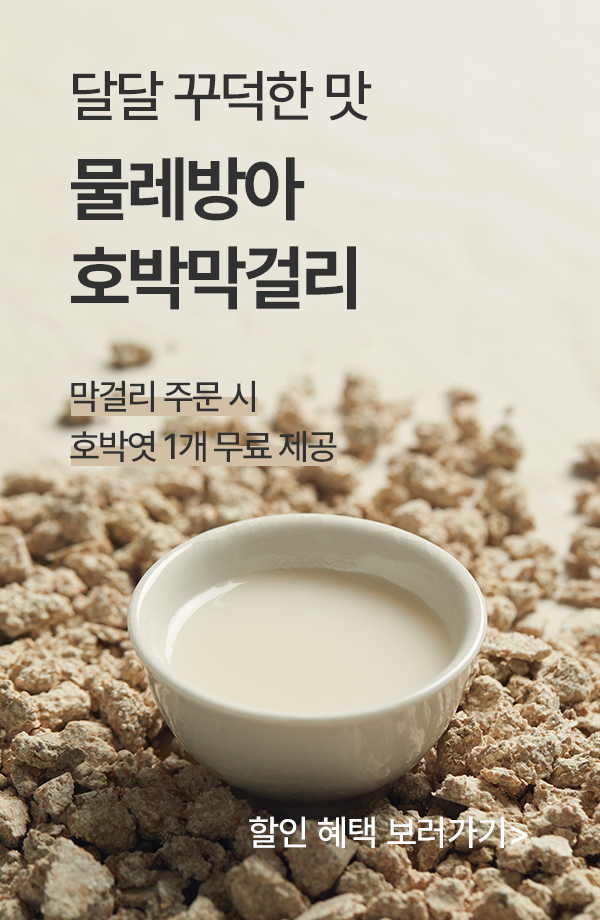 달달 꾸덕한 맛
물레방아
호박막걸리
막걸리 주문 시
호박엿 1개 무료 제공
할인 혜택 보러가기>